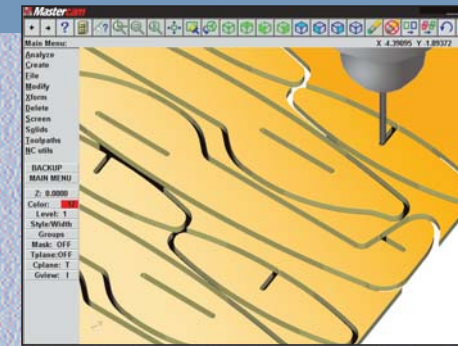 Mastercam
Main Menu: X 4.39095 Y -1.89372
Analyze
Create
File
Modify
Xform
Delete
Screen
Solids
Toolpaths
NC utils
BACKUP
MAIN MENU
Z: 0.0000
Color: 12
Level: 1
Style/Width
Groups
Mask: OFF
Tplane:OFF
Cplane: T
Gview: I